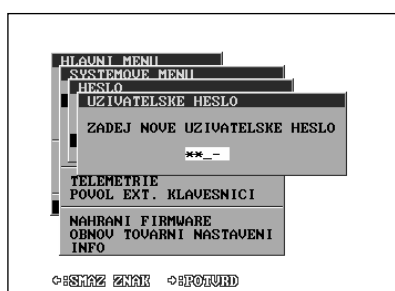 HLAVNI MENU
SYSTEMOVE MENU
HESLO
UZIVATELSKE HESLO
ZADEJ NOVE UZIVATELSKE HESLO
**_-
TELEMETRIE
POVOL EXT. KLAVESNICI
NAHRANI FIRMWARE
OBNOV TOVARNI NASTAVENI
INFO
⇦:SMAZ ZNAK ⇨:POTVRD